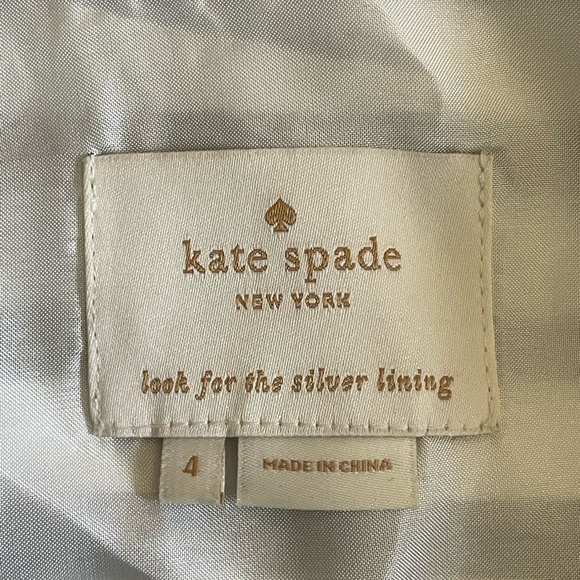 kate spade
NEW YORK
look for the silver lining
4
MADE IN CHINA